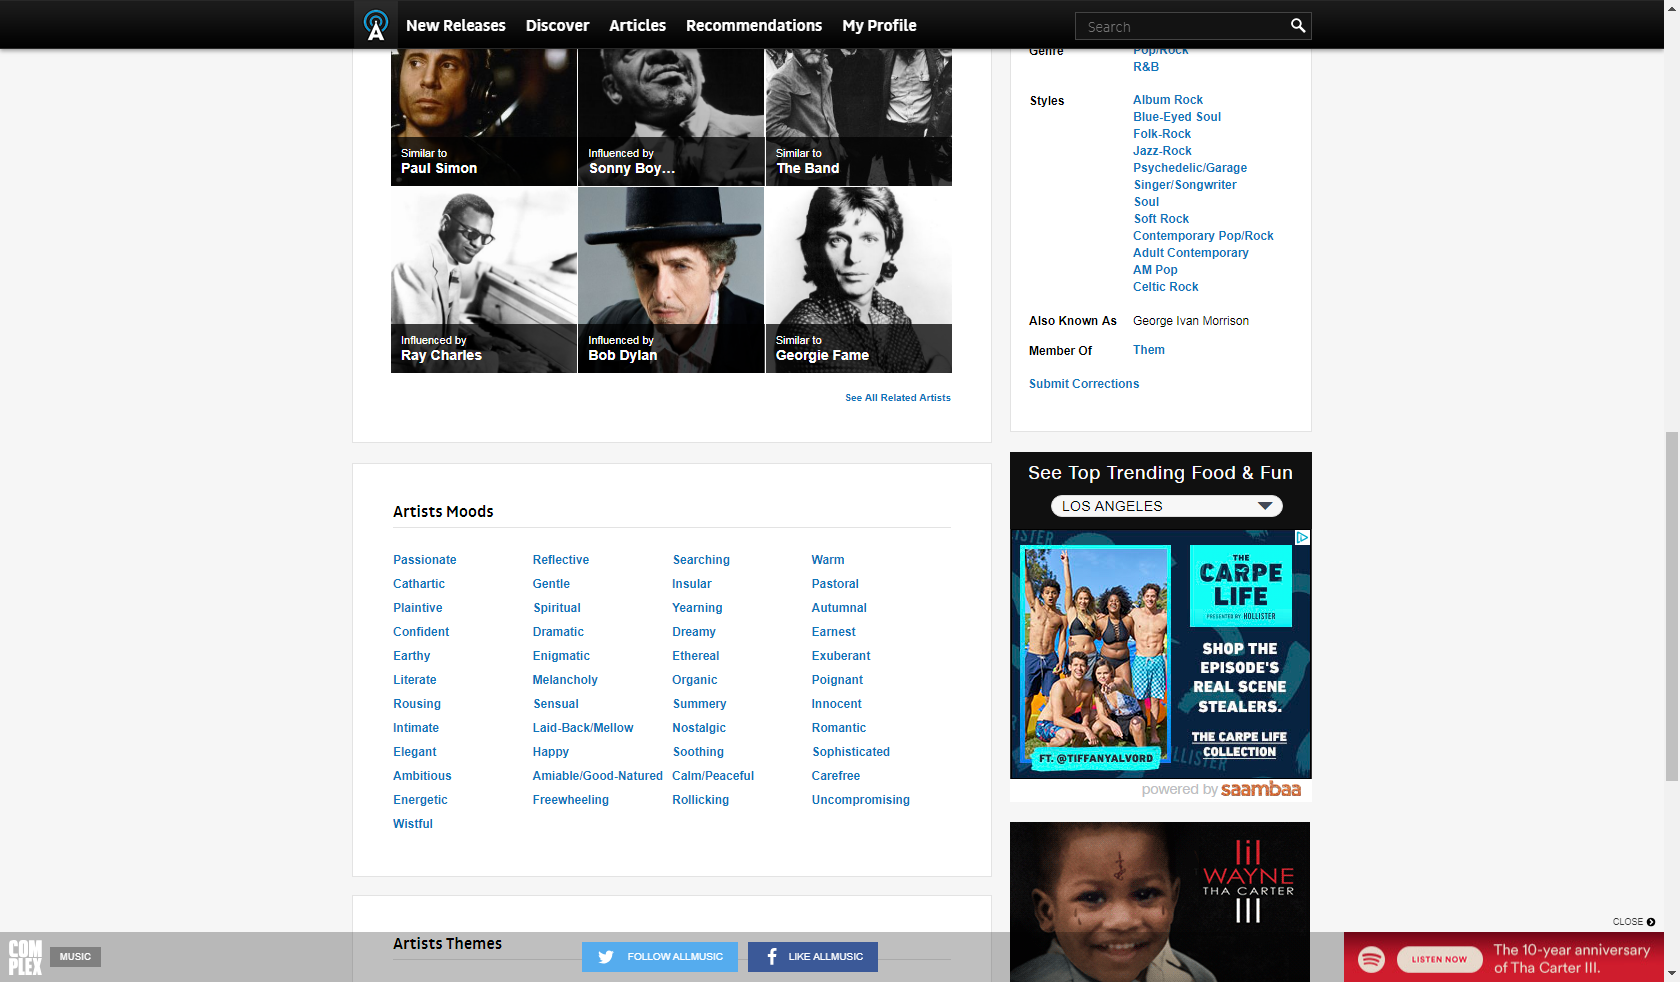 New Releases Discover Articles Recommendations My Profile Search
Similar to
Paul Simon
Influenced by
Sonny Boy...
Similar to
The Band
Influenced by
Ray Charles
Influenced by
Bob Dylan
Similar to
Georgie Fame
See All Related Artists
Genre Pop/Rock
R&B
Styles Album Rock
Blue-Eyed Soul
Folk-Rock
Jazz-Rock
Psychedelic/Garage
Singer/Songwriter
Soul
Soft Rock
Contemporary Pop/Rock
Adult Contemporary
AM Pop
Celtic Rock
Also Known As George Ivan Morrison
Member Of Them
Submit Corrections
Artists Moods
Passionate Reflective Searching Warm
Cathartic Gentle Insular Pastoral
Plaintive Spiritual Yearning Autumnal
Confident Dramatic Dreamy Earnest
Earthy Enigmatic Ethereal Exuberant
Literate Melancholy Organic Poignant
Rousing Sensual Summery Innocent
Intimate Laid-Back/Mellow Nostalgic Romantic
Elegant Happy Soothing Sophisticated
Ambitious Amiable/Good-Natured Calm/Peaceful Carefree
Energetic Freewheeling Rollicking Uncompromising
Wistful
See Top Trending Food & Fun
LOS ANGELES
THE
CARPE
LIFE
PRESENTED BY HOLLISTER
SHOP THE
EPISODE'S
REAL SCENE
STEALERS.
THE CARPE LIFE
COLLECTION
FT. @TIFFANYALVORD
powered by saambaa
lil
WAYNE
THA CARTER
III
Artists Themes
CLOSE
COM
PLEX
MUSIC
FOLLOW ALLMUSIC
LIKE ALLMUSIC
LISTEN NOW
The 10-year anniversary
of Tha Carter III.